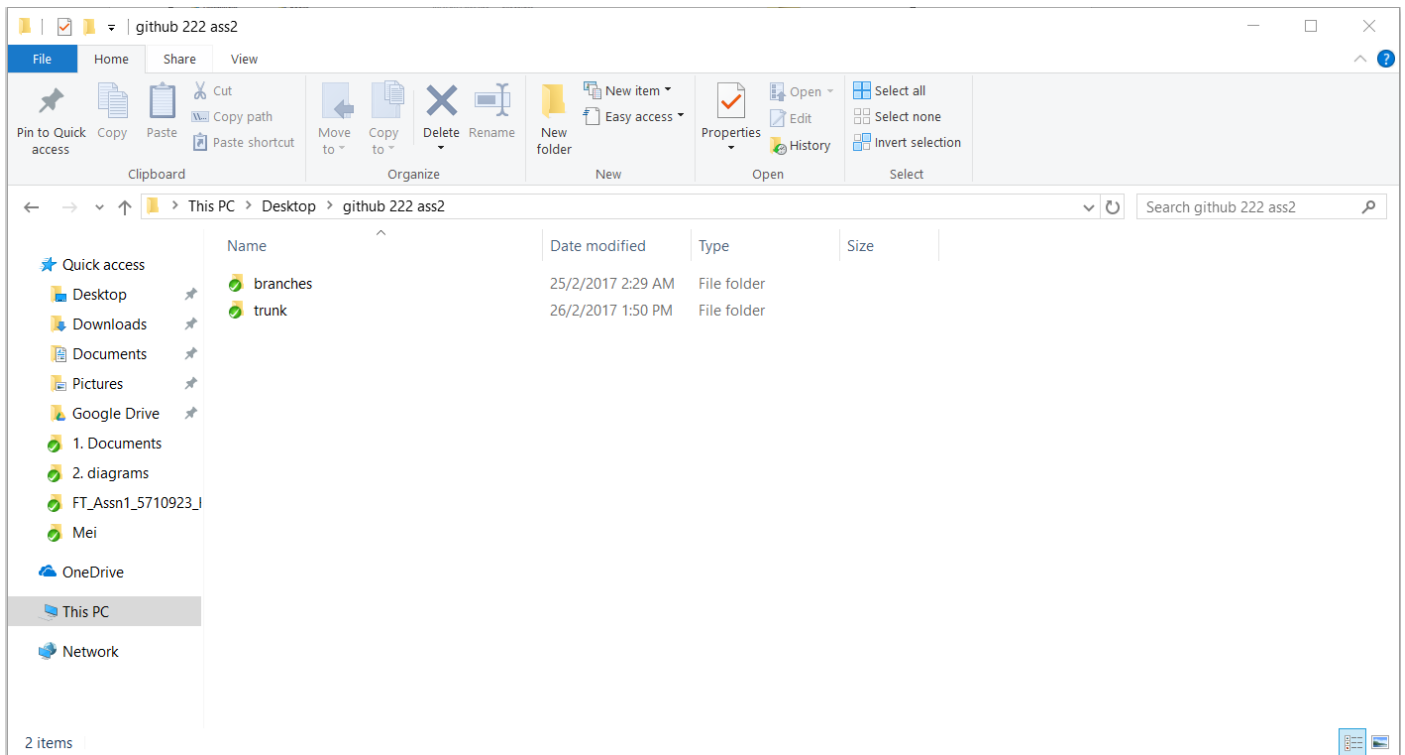 github 222 ass2
File Home Share View
Pin to Quick access
Copy
Paste
Cut
Copy path
Paste shortcut
Clipboard
Move to
Copy to
Delete
Rename
Organize
New folder
New item
Easy access
New
Properties
Open
Edit
History
Open
Select all
Select none
Invert selection
Select
This PC > Desktop > github 222 ass2
Search github 222 ass2
Name Date modified Type Size
branches 25/2/2017 2:29 AM File folder
trunk 26/2/2017 1:50 PM File folder
Quick access
Desktop
Downloads
Documents
Pictures
Google Drive
1. Documents
2. diagrams
FT_Assn1_5710923_
Mei
OneDrive
This PC
Network
2 items